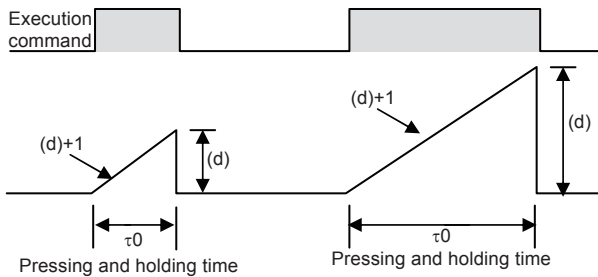 Execution
command
(d)+1
(d)
(d)+1
(d)
τ0
τ0
Pressing and holding time
Pressing and holding time